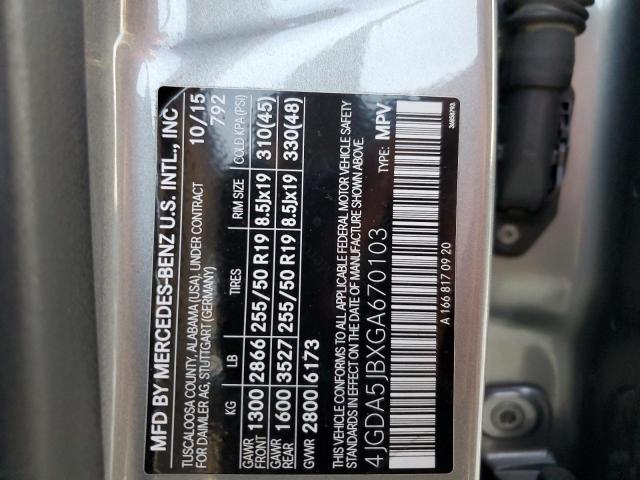 MFD BY MERCEDES-BENZ U.S. INTL., INC
TUSCALOOSA COUNTY, ALABAMA (USA), UNDER CONTRACT 10/15
FOR DAIMLER AG, STUTTGART (GERMANY) 792
KG LB TIRES RIM SIZE COLD KPA (PSI)
GAWR FRONT 1300 2866 255/50 R19 8.5Jx19 310(45)
GAWR REAR 1600 3527 255/50 R19 8.5Jx19 330(48)
GVWR 2800 6173
THIS VEHICLE CONFORMS TO ALL APPLICABLE FEDERAL MOTOR VEHICLE SAFETY
STANDARDS IN EFFECT ON THE DATE OF MANUFACTURE SHOWN ABOVE.
4JGDA5JBXGA670103 TYPE: MPV
A 166 817 09 20